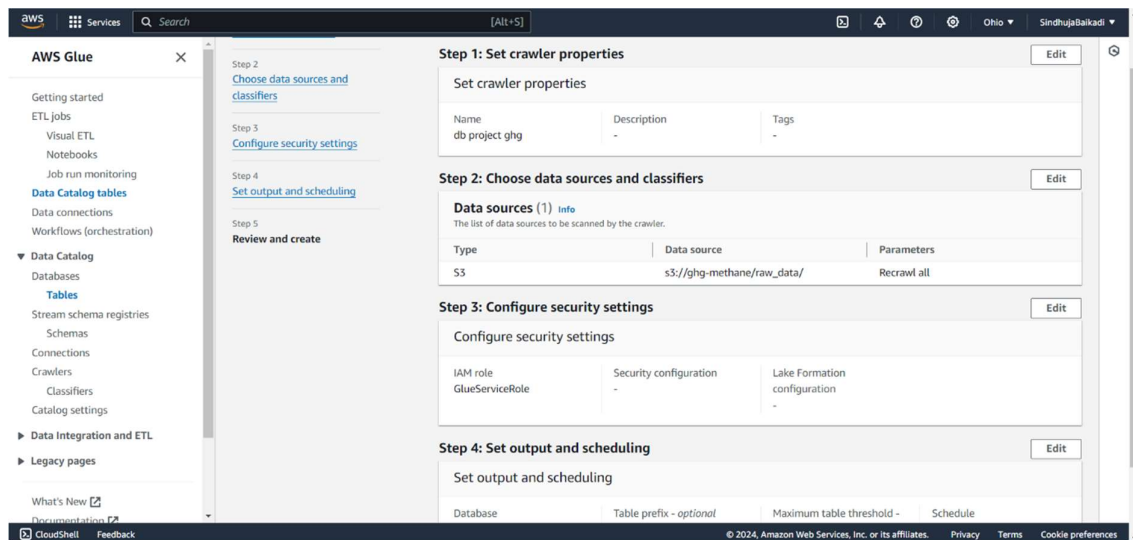 aws
Services
Search
[Alt+S]
Ohio ▼
SindhujaBaikadi ▼
AWS Glue
Getting started
ETL jobs
Visual ETL
Notebooks
Job run monitoring
Data Catalog tables
Data connections
Workflows (orchestration)
Data Catalog
Databases
Tables
Stream schema registries
Schemas
Connections
Crawlers
Classifiers
Catalog settings
Data Integration and ETL
Legacy pages
What's New
Documentation
Step 2
Choose data sources and
classifiers
Step 3
Configure security settings
Step 4
Set output and scheduling
Step 5
Review and create
Step 1: Set crawler properties
Edit
Set crawler properties
Name Description Tags
db project ghg - -
Step 2: Choose data sources and classifiers
Edit
Data sources (1) Info
The list of data sources to be scanned by the crawler.
Type Data source Parameters
S3 s3://ghg-methane/raw_data/ Recrawl all
Step 3: Configure security settings
Edit
Configure security settings
IAM role Security configuration Lake Formation
configuration
GlueServiceRole - -
Step 4: Set output and scheduling
Edit
Set output and scheduling
Database Table prefix - optional Maximum table threshold - Schedule
CloudShell Feedback
© 2024, Amazon Web Services, Inc. or its affiliates. Privacy Terms Cookie preferences